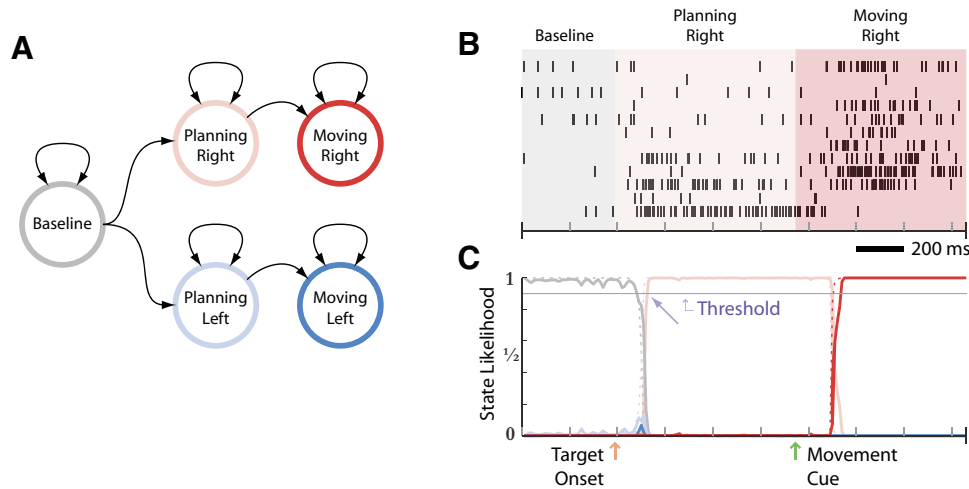 A
Baseline
Planning
Right
Moving
Right
Planning
Left
Moving
Left
B
Baseline
Planning
Right
Moving
Right
200 ms
C
State Likelihood
1
½
0
Threshold
Target
Onset
Movement
Cue